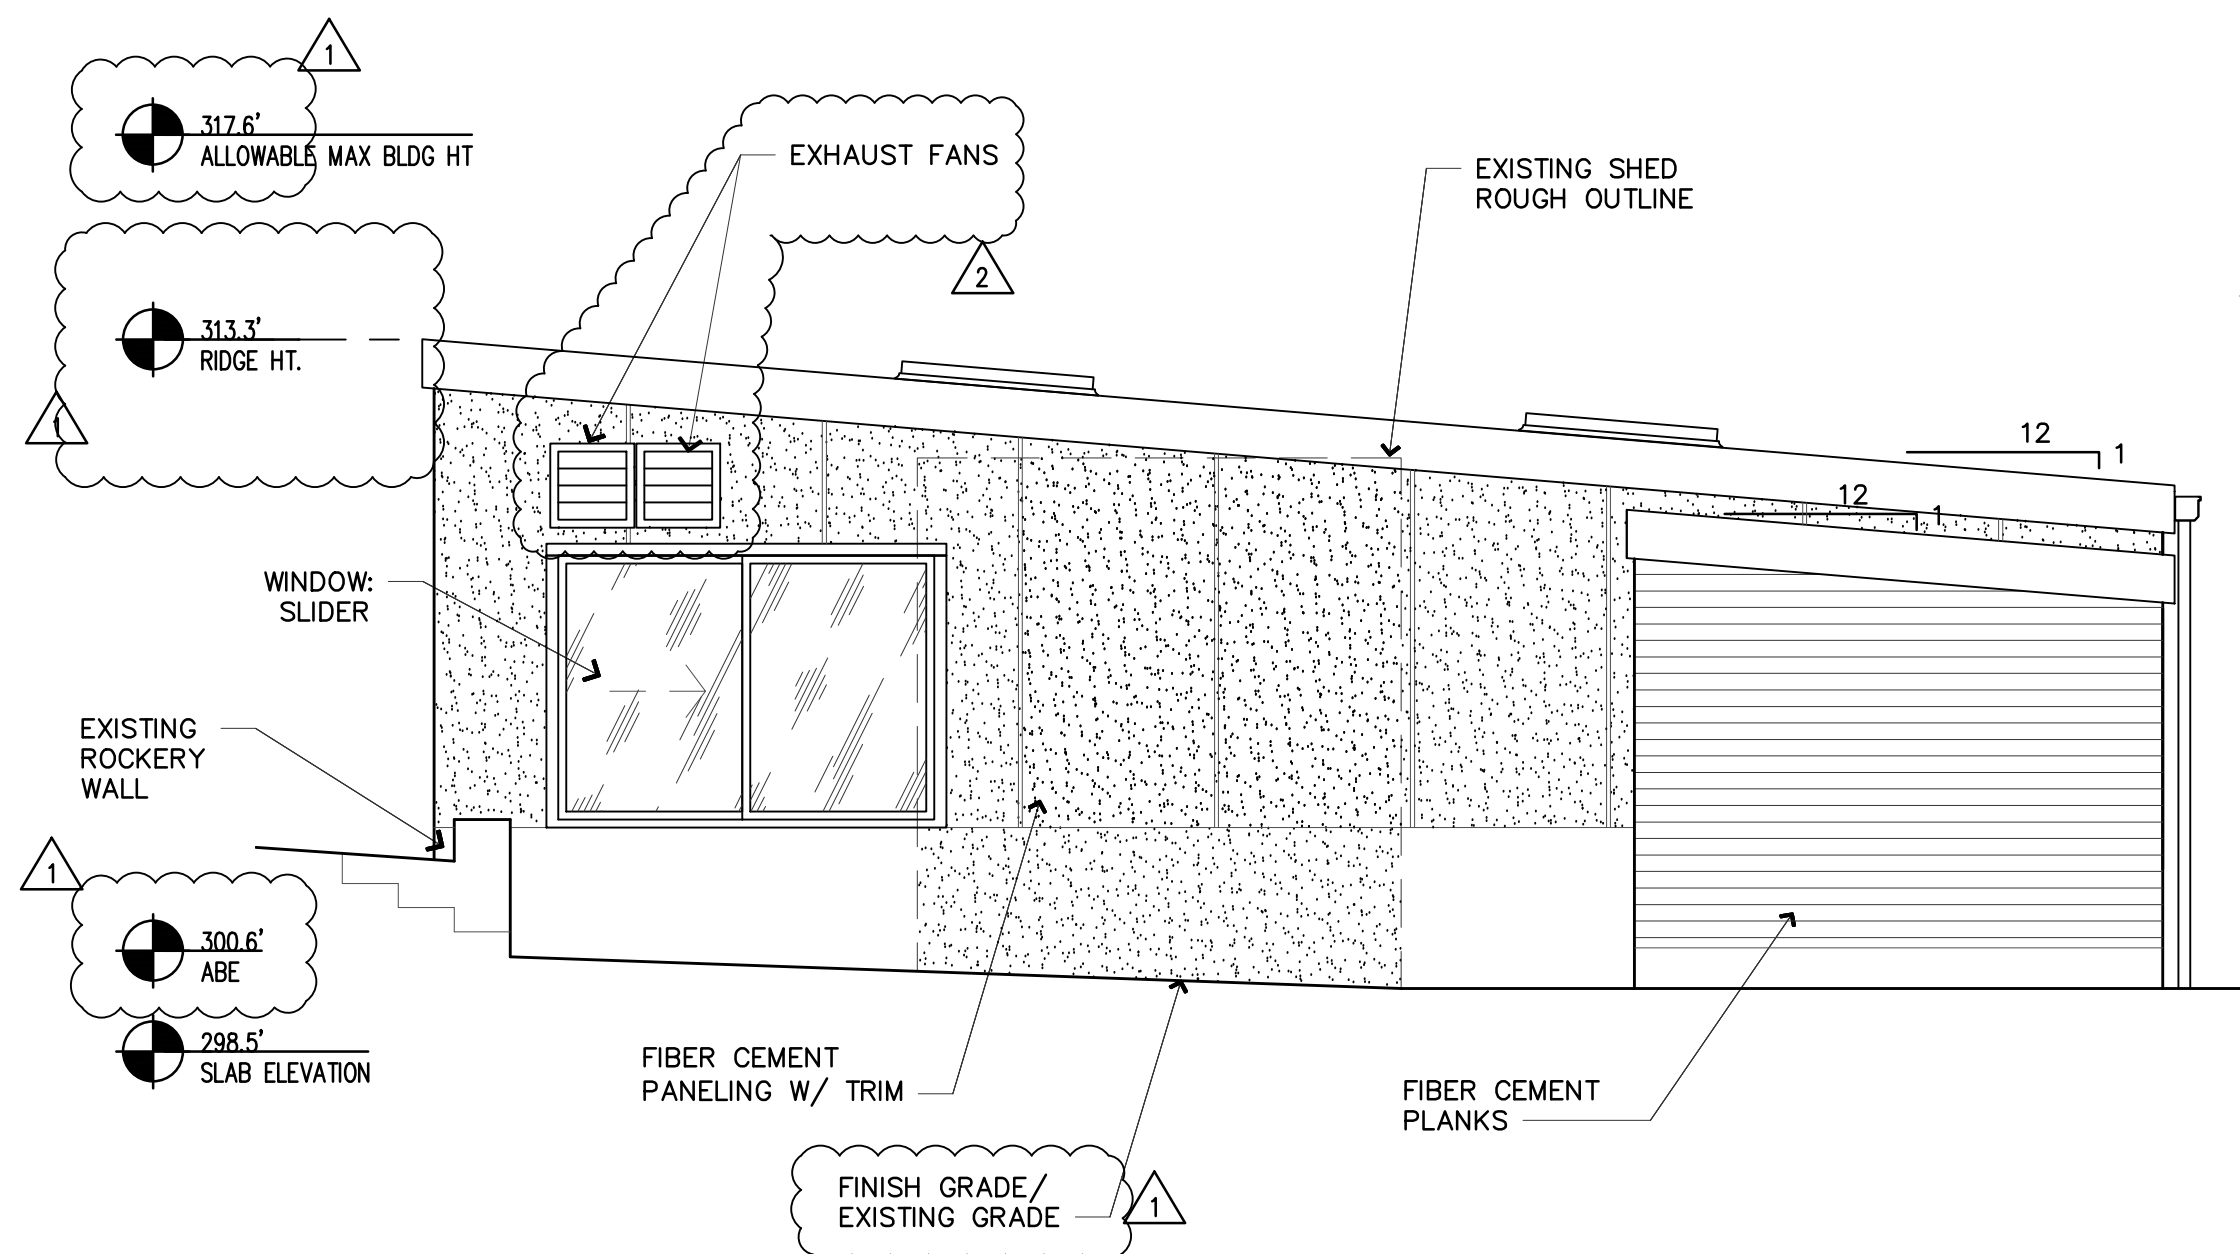 1
317.6'
ALLOWABLE MAX BLDG HT
EXHAUST FANS
2
EXISTING SHED
ROUGH OUTLINE
313.3'
RIDGE HT.
1
12
1
12
1
WINDOW:
SLIDER
EXISTING
ROCKERY
WALL
1
300.6'
ABE
298.5'
SLAB ELEVATION
FIBER CEMENT
PANELING W/ TRIM
FIBER CEMENT
PLANKS
FINISH GRADE/
EXISTING GRADE
1